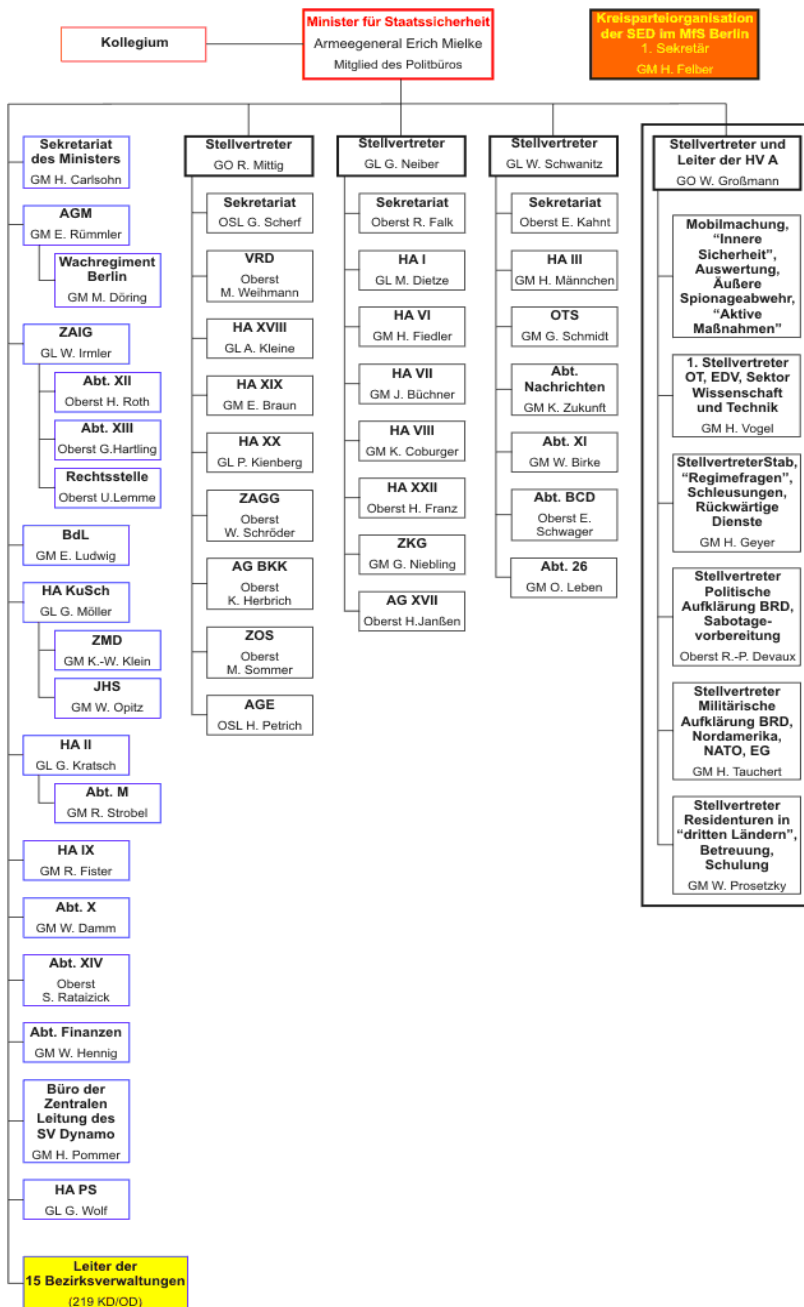 Kollegium
Minister für Staatssicherheit
Armeegeneral Erich Mielke
Mitglied des Politbüros
Kreisparteiorganisation
der SED im MfS Berlin
1. Sekretär
GM H. Felber
Sekretariat
des Ministers
GM H. Carlsohn
AGM
GM E. Rümmler
Wachregiment
Berlin
GM M. Döring
ZAIG
GL W. Irmler
Abt. XII
Oberst H. Roth
Abt. XIII
Oberst G.Hartling
Rechtsstelle
Oberst U.Lemme
BdL
GM E. Ludwig
HA KuSch
GL G. Möller
ZMD
GM K.-W. Klein
JHS
GM W. Opitz
HA II
GL G. Kratsch
Abt. M
GM R. Strobel
HA IX
GM R. Fister
Abt. X
GM W. Damm
Abt. XIV
Oberst
S. Rataizick
Abt. Finanzen
GM W. Hennig
Büro der
Zentralen
Leitung des
SV Dynamo
GM H. Pommer
HA PS
GL G. Wolf
Leiter der
15 Bezirksverwaltungen
(219 KD/OD)
Stellvertreter
GO R. Mittig
Sekretariat
OSL G. Scherf
VRD
Oberst
M. Weihmann
HA XVIII
GL A. Kleine
HA XIX
GM E. Braun
HA XX
GL P. Kienberg
ZAGG
Oberst
W. Schröder
AG BKK
Oberst
K. Herbrich
ZOS
Oberst
M. Sommer
AGE
OSL H. Petrich
Stellvertreter
GL G. Neiber
Sekretariat
Oberst R. Falk
HA I
GL M. Dietze
HA VI
GM H. Fiedler
HA VII
GM J. Büchner
HA VIII
GM K. Coburger
HA XXII
Oberst H. Franz
ZKG
GM G. Niebling
AG XVII
Oberst H.Janßen
Stellvertreter
GL W. Schwanitz
Sekretariat
Oberst E. Kahnt
HA III
GM H. Männchen
OTS
GM G. Schmidt
Abt.
Nachrichten
GM K. Zukunft
Abt. XI
GM W. Birke
Abt. BCD
Oberst E.
Schwager
Abt. 26
GM O. Leben
Stellvertreter und
Leiter der HV A
GO W. Großmann
Mobilmachung,
“Innere
Sicherheit”,
Auswertung,
Äußere
Spionageabwehr,
“Aktive
Maßnahmen”
1. Stellvertreter
OT, EDV, Sektor
Wissenschaft
und Technik
GM H. Vogel
StellvertreterStab,
“Regimefragen”,
Schleusungen,
Rückwärtige
Dienste
GM H. Geyer
Stellvertreter
Politische
Aufklärung BRD,
Sabotage-
vorbereitung
Oberst R.-P. Devaux
Stellvertreter
Militärische
Aufklärung BRD,
Nordamerika,
NATO, EG
GM H. Tauchert
Stellvertreter
Residenturen in
“dritten Ländern”,
Betreuung,
Schulung
GM W. Prosetzky